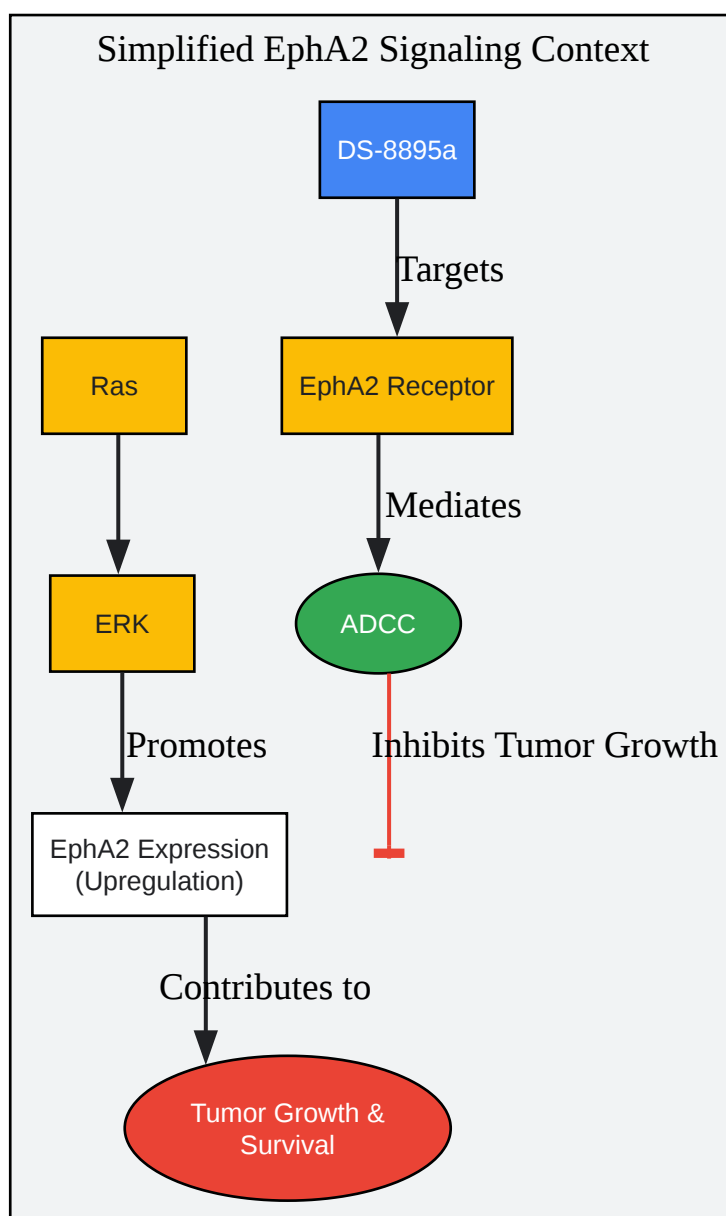 Simplified EphA2 Signaling Context
DS-8895a
Targets
Ras
EphA2 Receptor
Mediates
ERK
ADCC
Promotes
Inhibits Tumor Growth
EphA2 Expression
(Upregulation)
Contributes to
Tumor Growth &
Survival